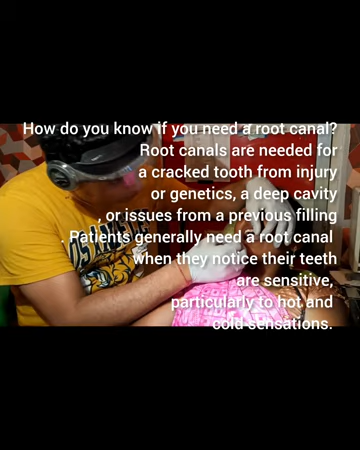 How do you know if you need a root canal?
Root canals are needed for
a cracked tooth from injury
or genetics, a deep cavity
, or issues from a previous filling
. Patients generally need a root canal
when they notice their teeth
are sensitive,
particularly to hot and
cold sensations.